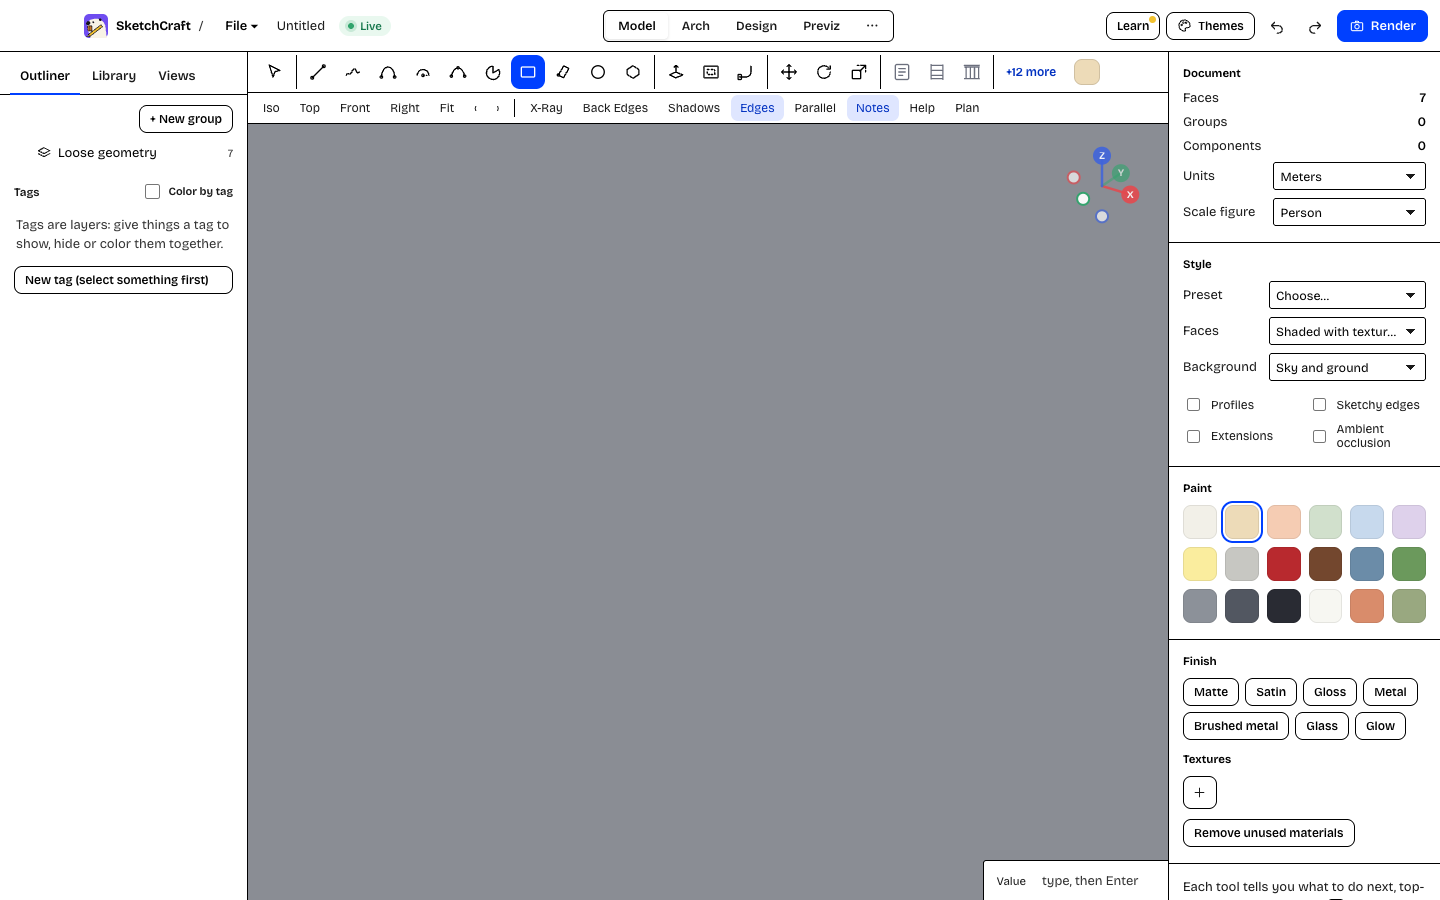 SketchCraft / File Untitled Live Model Arch Design Previz ··· Learn Themes Render
Outliner Library Views
+12 more
Iso Top Front Right Fit ‹ › X-Ray Back Edges Shadows Edges Parallel Notes Help Plan
+ New group
Loose geometry 7
Tags Color by tag
Tags are layers: give things a tag to
show, hide or color them together.
New tag (select something first)
Z
Y
X
Value type, then Enter
Document
Faces 7
Groups 0
Components 0
Units Meters
Scale figure Person
Style
Preset Choose...
Faces Shaded with textur...
Background Sky and ground
Profiles Sketchy edges
Extensions Ambient
occlusion
Paint
Finish
Matte Satin Gloss Metal
Brushed metal Glass Glow
Textures
+
Remove unused materials
Each tool tells you what to do next, top-